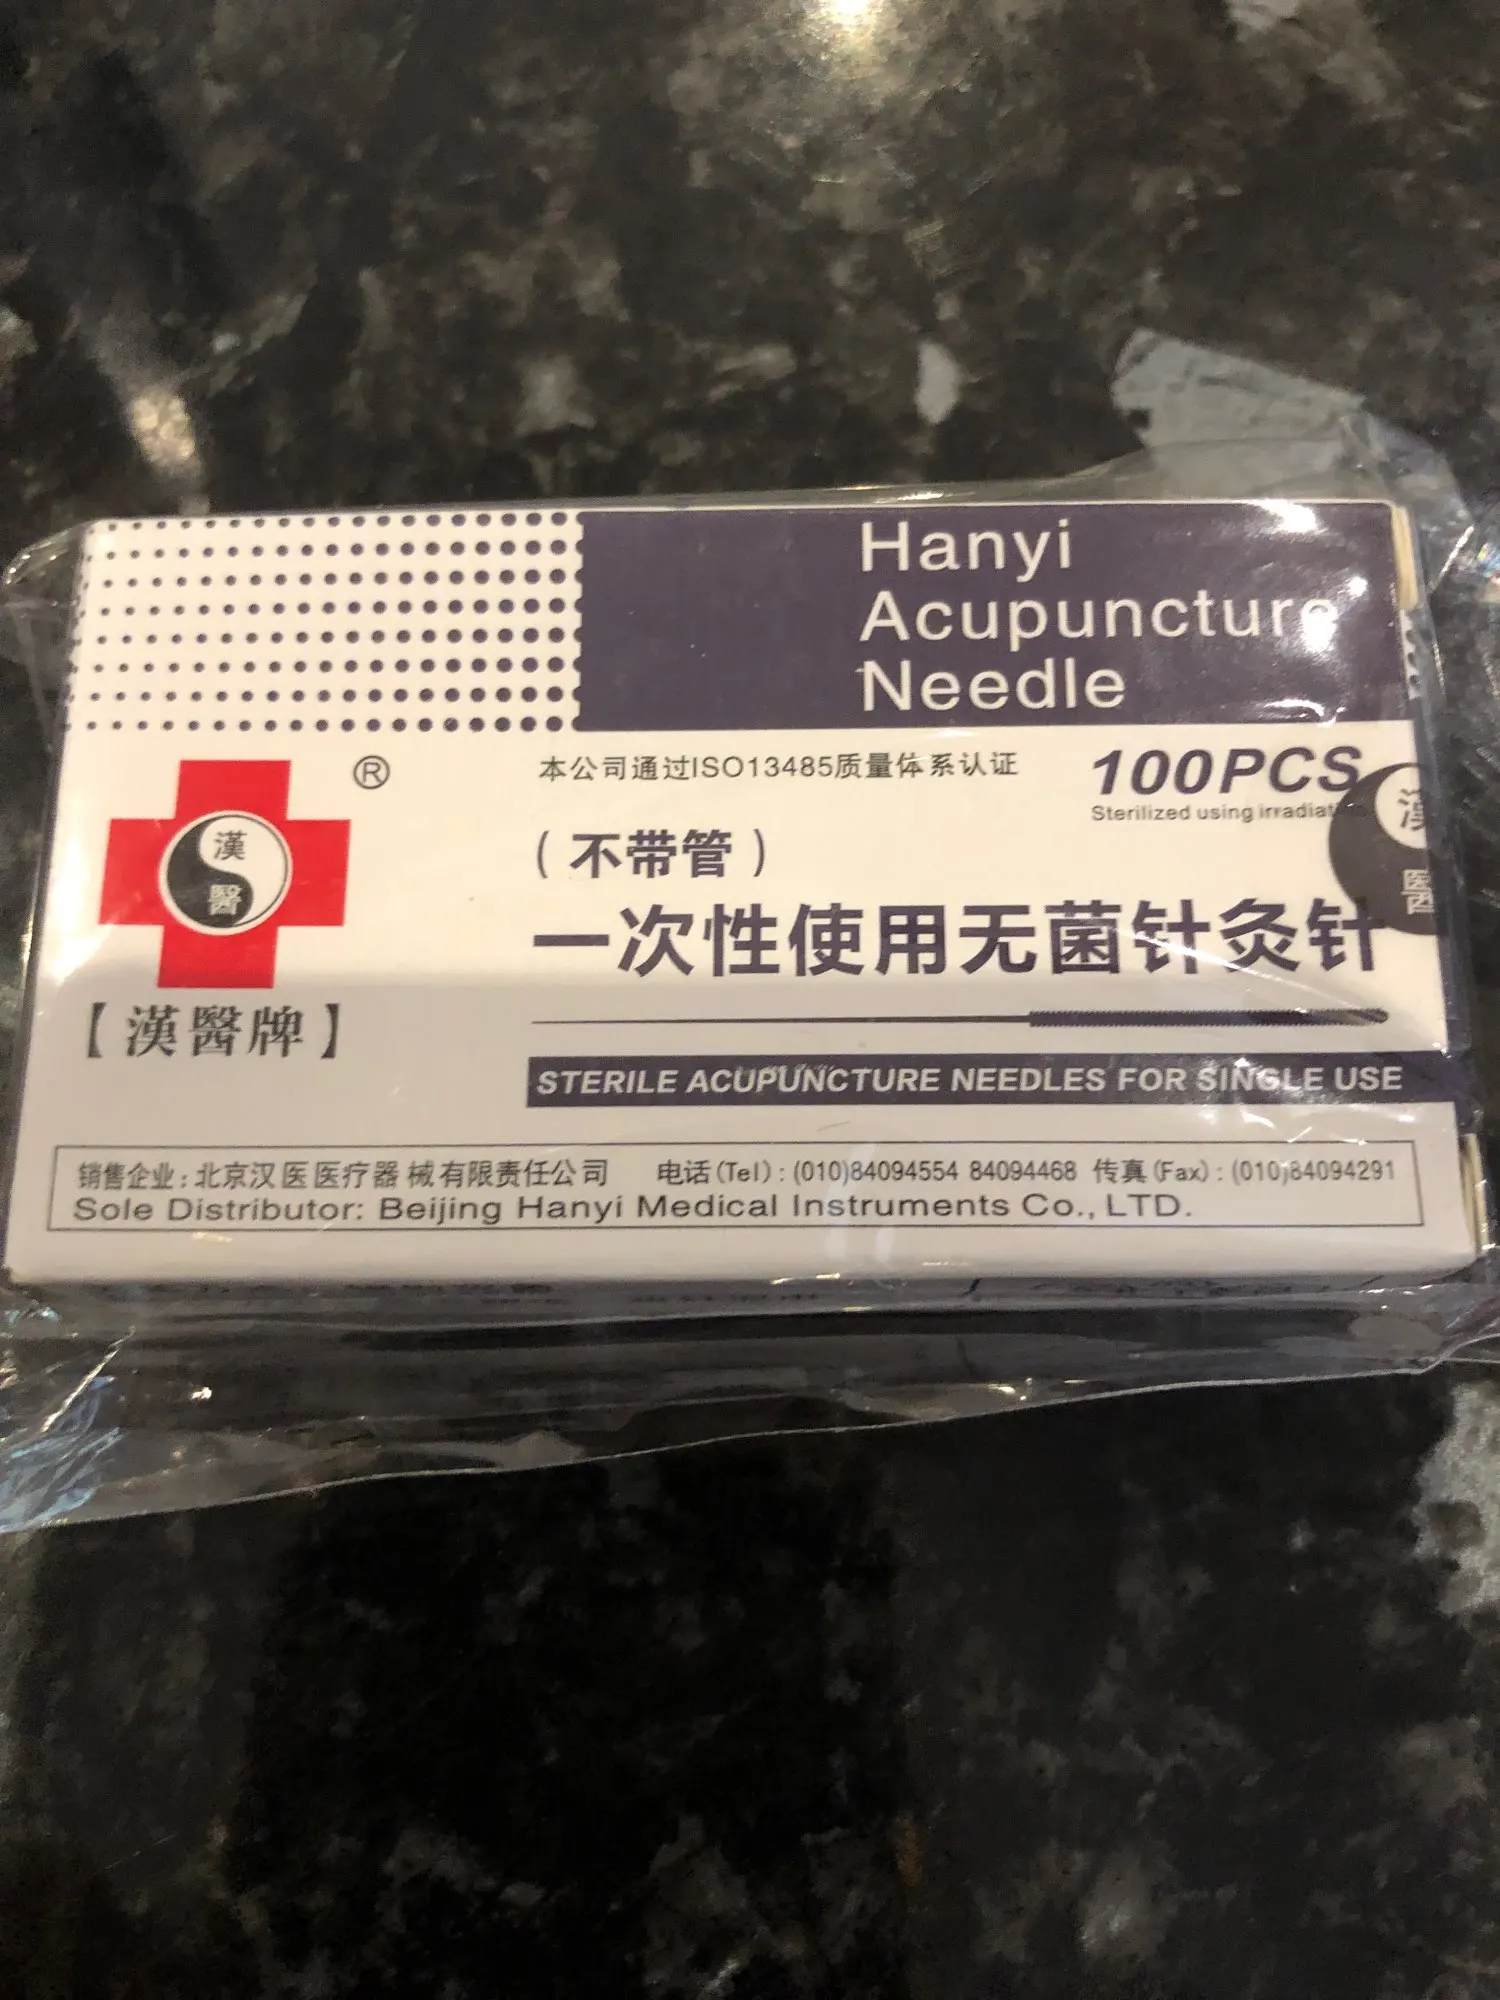 Hanyi
Acupuncture
Needle
®
本公司通过ISO13485质量体系认证
100PCS
Sterilized using irradiation
(不带管)
漢
醫
漢
醫
一次性使用无菌针灸针
【漢醫牌】
STERILE ACUPUNCTURE NEEDLES FOR SINGLE USE
销售企业:北京汉医医疗器械有限责任公司 电话(Tel):(010)84094554 84094468 传真(Fax):(010)84094291
Sole Distributor: Beijing Hanyi Medical Instruments Co., LTD.